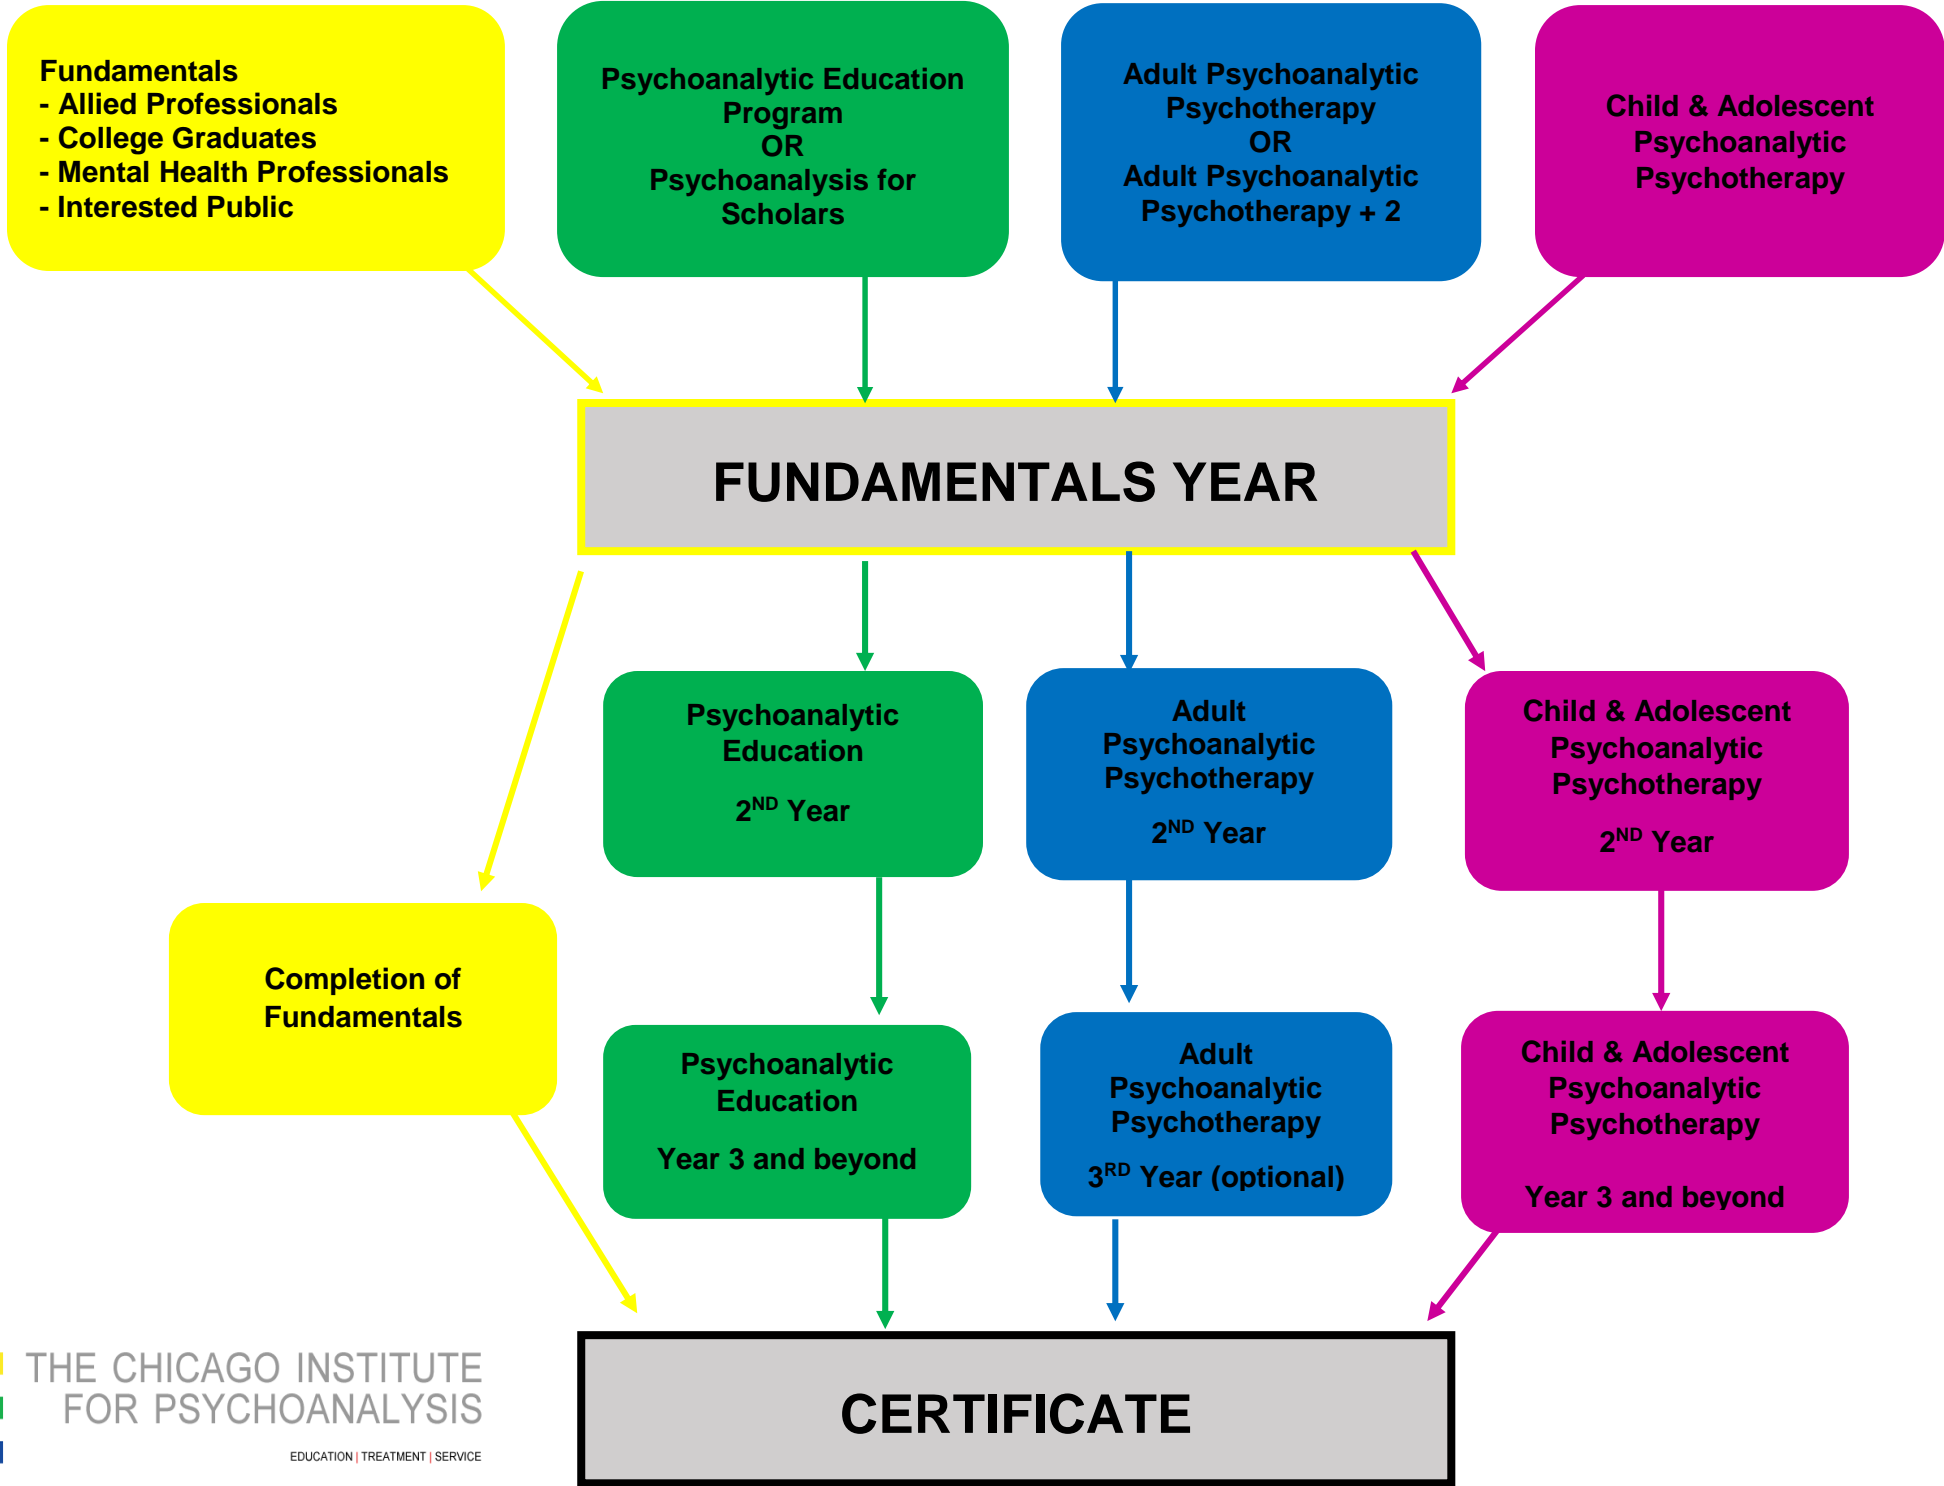 Fundamentals
- Allied Professionals
- College Graduates
- Mental Health Professionals
- Interested Public
Psychoanalytic Education
Program
OR
Psychoanalysis for
Scholars
Adult Psychoanalytic
Psychotherapy
OR
Adult Psychoanalytic
Psychotherapy + 2
Child & Adolescent
Psychoanalytic
Psychotherapy
FUNDAMENTALS YEAR
Psychoanalytic
Education
2ND Year
Adult
Psychoanalytic
Psychotherapy
2ND Year
Child & Adolescent
Psychoanalytic
Psychotherapy
2ND Year
Completion of
Fundamentals
Psychoanalytic
Education
Year 3 and beyond
Adult
Psychoanalytic
Psychotherapy
3RD Year (optional)
Child & Adolescent
Psychoanalytic
Psychotherapy
Year 3 and beyond
THE CHICAGO INSTITUTE
FOR PSYCHOANALYSIS
EDUCATION | TREATMENT | SERVICE
CERTIFICATE